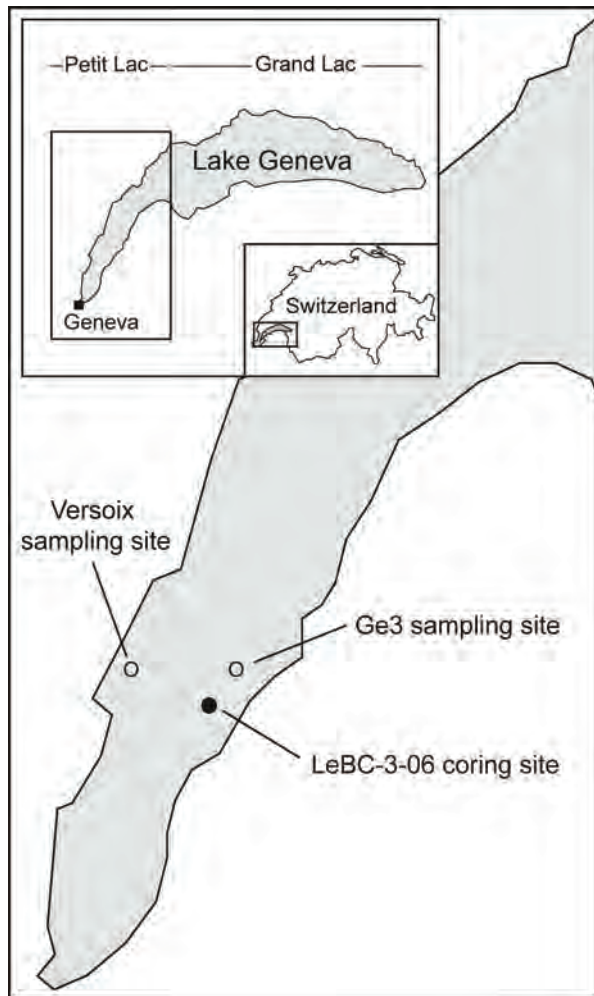 Petit Lac
Grand Lac
Lake Geneva
Geneva
Switzerland
Versoix
sampling site
Ge3 sampling site
LeBC-3-06 coring site